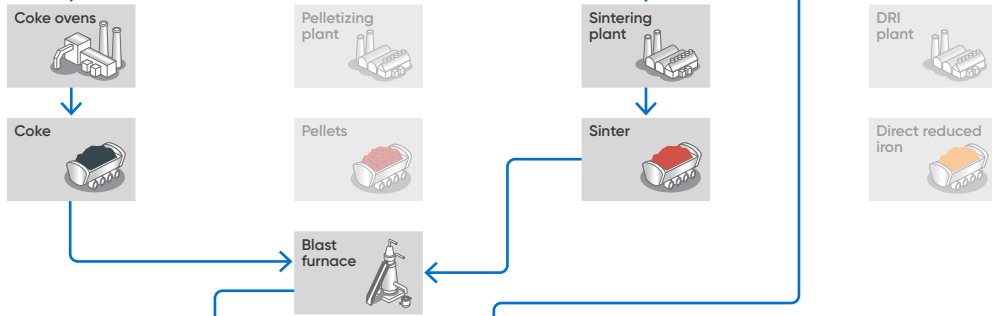 Coke ovens
Pelletizing
plant
Sintering
plant
DRI
plant
Coke
Pellets
Sinter
Direct reduced
iron
Blast
furnace